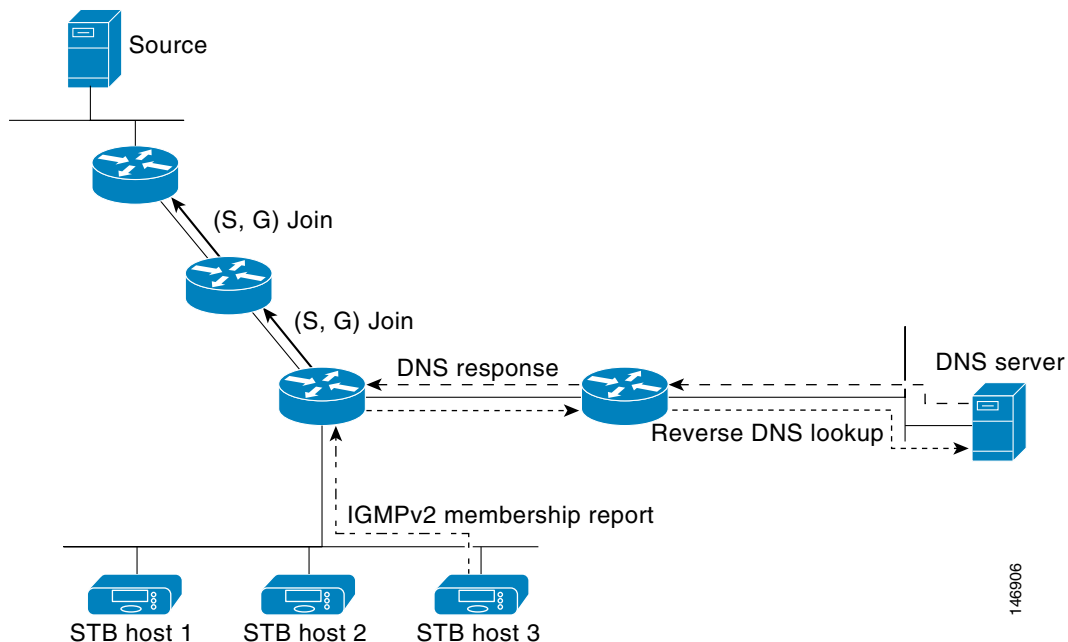 Source
(S, G) Join
(S, G) Join
DNS response
DNS server
Reverse DNS lookup
IGMPv2 membership report
STB host 1
STB host 2
STB host 3
146906